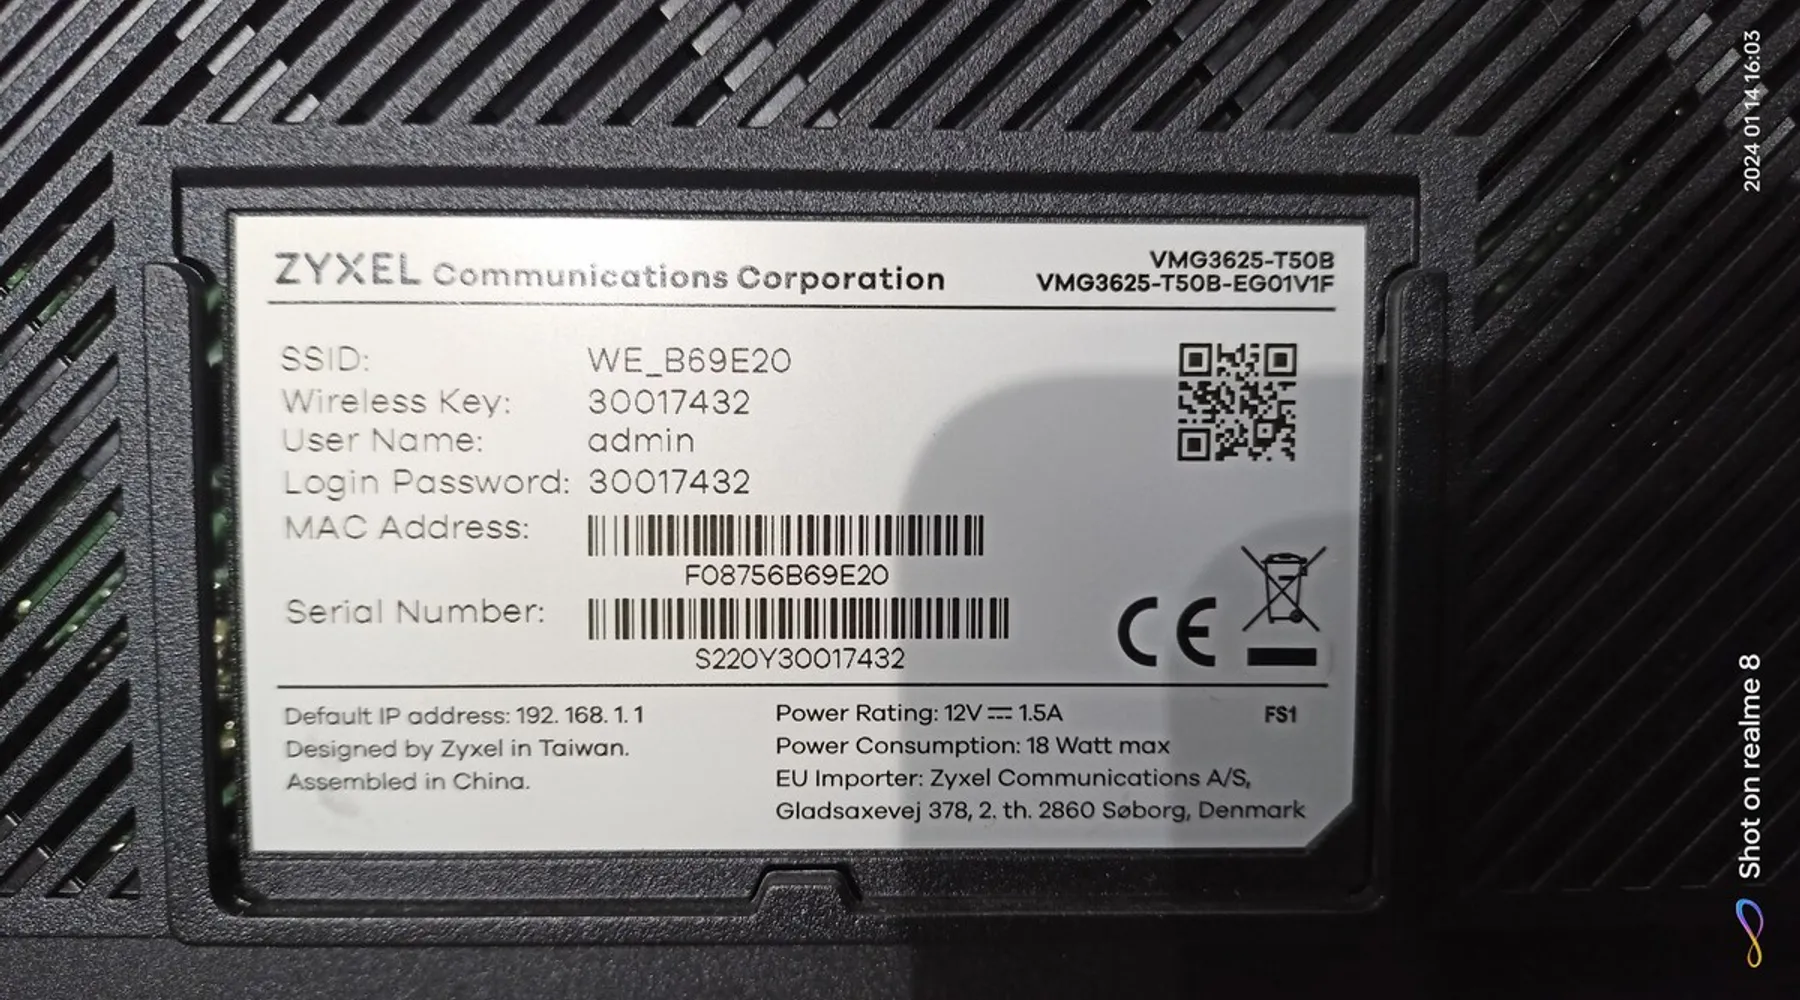 ZYXEL Communications Corporation
VMG3625-T50B
VMG3625-T50B-EG01V1F
SSID: WE_B69E20
Wireless Key: 30017432
User Name: admin
Login Password: 30017432
MAC Address:
F08756B69E20
Serial Number:
S220Y30017432
Default IP address: 192. 168. 1. 1
Designed by Zyxel in Taiwan.
Assembled in China.
Power Rating: 12V ⎓ 1.5A
Power Consumption: 18 Watt max
EU Importer: Zyxel Communications A/S,
Gladsaxevej 378, 2. th. 2860 Søborg, Denmark
CE
FS1
2024 01 14 16:03
Shot on realme 8